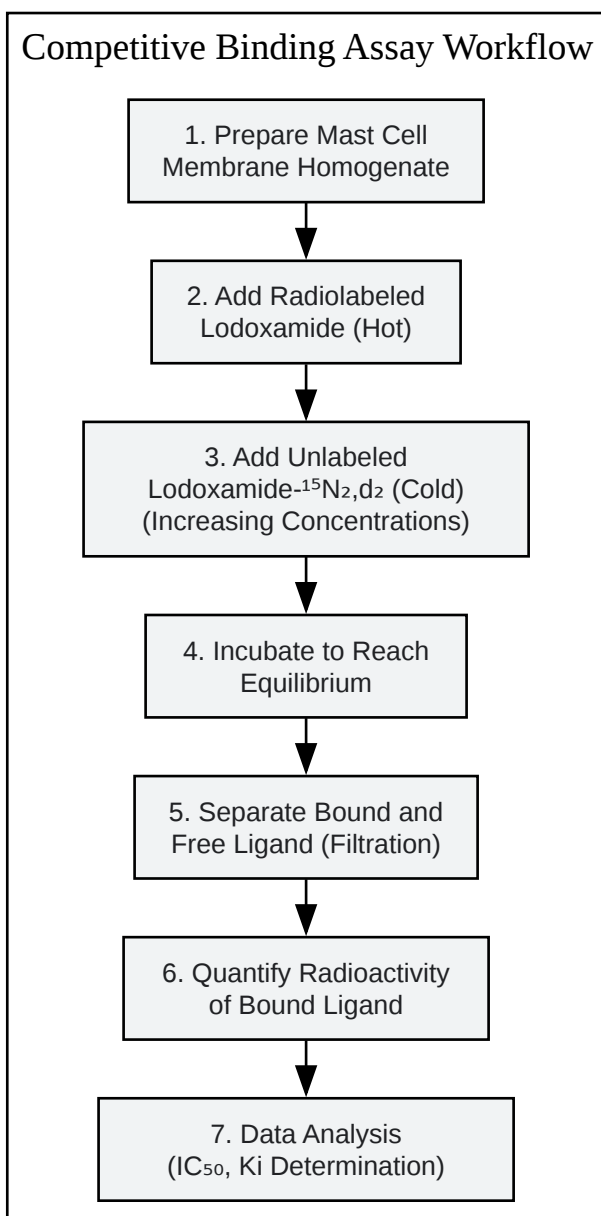 Competitive Binding Assay Workflow
1. Prepare Mast Cell
Membrane Homogenate
2. Add Radiolabeled
Lodoxamide (Hot)
3. Add Unlabeled
Lodoxamide-¹⁵N₂,d₂ (Cold)
(Increasing Concentrations)
4. Incubate to Reach
Equilibrium
5. Separate Bound and
Free Ligand (Filtration)
6. Quantify Radioactivity
of Bound Ligand
7. Data Analysis
(IC₅₀, Ki Determination)